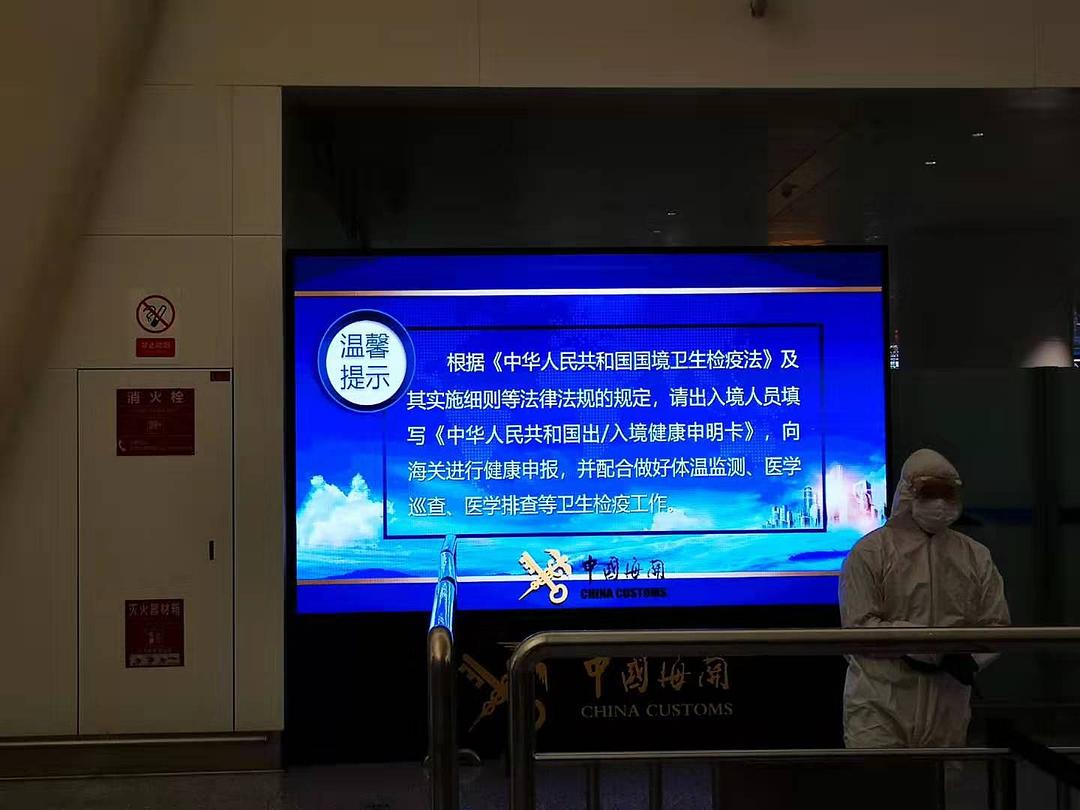 温馨
提示
根据《中华人民共和国国境卫生检疫法》及
其实施细则等法律法规的规定，请出入境人员填
写《中华人民共和国出/入境健康申明卡》，向
海关进行健康申报，并配合做好体温监测、医学
巡查、医学排查等卫生检疫工作。
中國海關
CHINA CUSTOMS
中國海關
CHINA CUSTOMS
消火栓
灭火器材箱